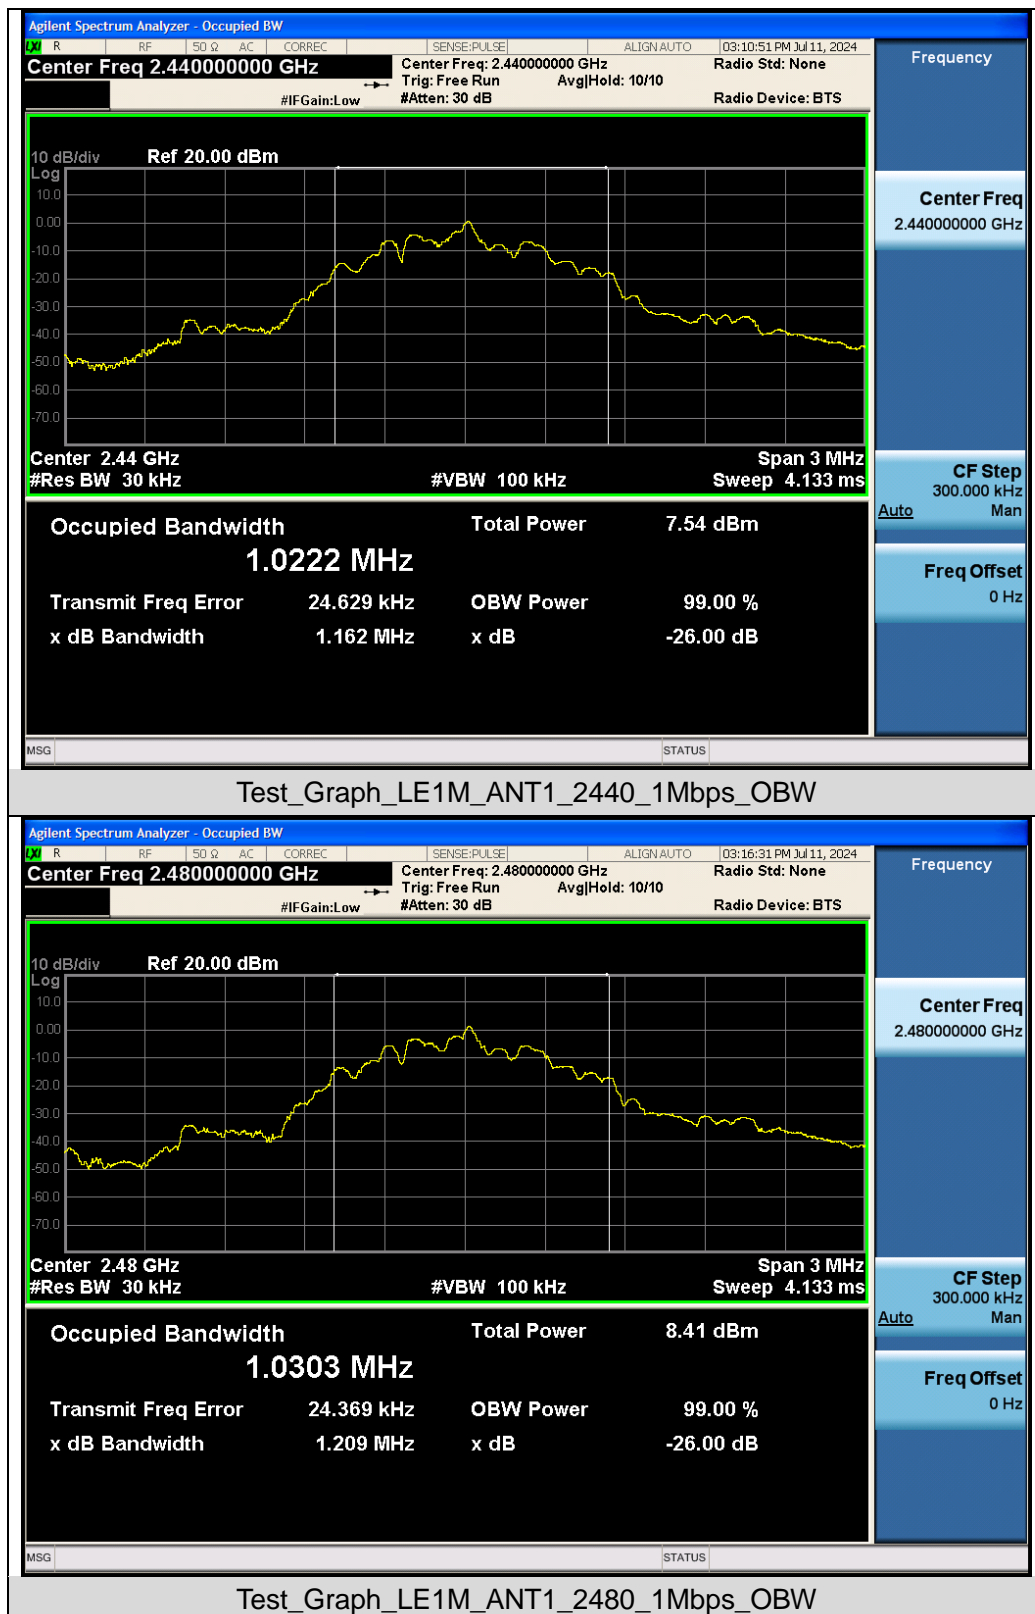 Agilent Spectrum Analyzer - Occupied BW
LXI R RF 50 Ω AC CORREC SENSE:PULSE ALIGN AUTO 03:10:51 PM Jul 11, 2024
Center Freq 2.440000000 GHz Center Freq: 2.440000000 GHz Radio Std: None
Trig: Free Run Avg|Hold: 10/10
#IFGain:Low #Atten: 30 dB Radio Device: BTS
Frequency
10 dB/div Ref 20.00 dBm
Log
10.0
0.00
-10.0
-20.0
-30.0
-40.0
-50.0
-60.0
-70.0
Center 2.44 GHz Span 3 MHz
#Res BW 30 kHz #VBW 100 kHz Sweep 4.133 ms
Center Freq
2.440000000 GHz
CF Step
300.000 kHz
Auto Man
Freq Offset
0 Hz
Occupied Bandwidth Total Power 7.54 dBm
1.0222 MHz
Transmit Freq Error 24.629 kHz OBW Power 99.00 %
x dB Bandwidth 1.162 MHz x dB -26.00 dB
MSG STATUS
Test_Graph_LE1M_ANT1_2440_1Mbps_OBW
Agilent Spectrum Analyzer - Occupied BW
LXI R RF 50 Ω AC CORREC SENSE:PULSE ALIGN AUTO 03:16:31 PM Jul 11, 2024
Center Freq 2.480000000 GHz Center Freq: 2.480000000 GHz Radio Std: None
Trig: Free Run Avg|Hold: 10/10
#IFGain:Low #Atten: 30 dB Radio Device: BTS
Frequency
10 dB/div Ref 20.00 dBm
Log
10.0
0.00
-10.0
-20.0
-30.0
-40.0
-50.0
-60.0
-70.0
Center 2.48 GHz Span 3 MHz
#Res BW 30 kHz #VBW 100 kHz Sweep 4.133 ms
Center Freq
2.480000000 GHz
CF Step
300.000 kHz
Auto Man
Freq Offset
0 Hz
Occupied Bandwidth Total Power 8.41 dBm
1.0303 MHz
Transmit Freq Error 24.369 kHz OBW Power 99.00 %
x dB Bandwidth 1.209 MHz x dB -26.00 dB
MSG STATUS
Test_Graph_LE1M_ANT1_2480_1Mbps_OBW